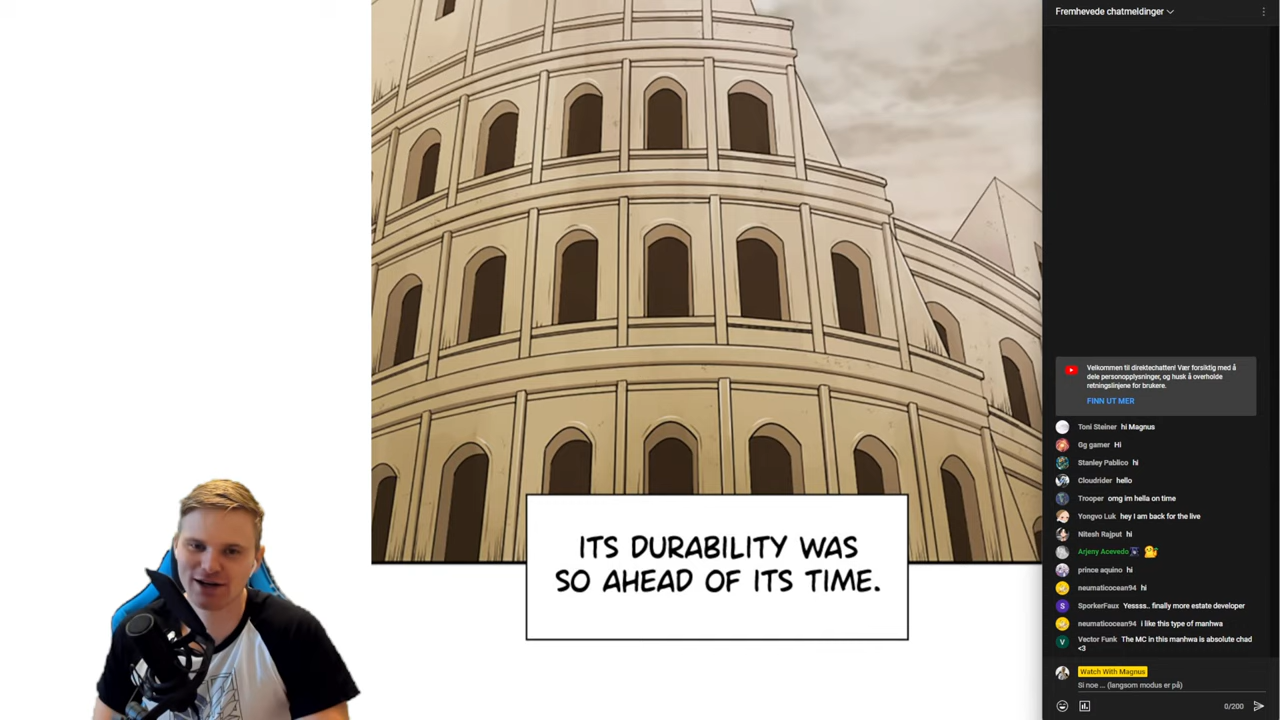 Fremhevede chatmeldinger
ITS DURABILITY WAS
SO AHEAD OF ITS TIME.
Velkommen til direktechatten! Vær forsiktig med å
dele personopplysninger, og husk å overholde
retningslinjene for brukere.
FINN UT MER
Toni Steiner hi Magnus
Gg gamer Hi
Stanley Pablico hi
Cloudrider hello
Trooper omg im hella on time
Yongvo Luk hey I am back for the live
Nitesh Rajput hi
Arjeny Acevedo
prince aquino hi
neumaticocean94 hi
S
SporkerFaux Yessss.. finally more estate developer
neumaticocean94 i like this type of manhwa
V
Vector Funk The MC in this manhwa is absolute chad
<3
Watch With Magnus
Si noe ... (langsom modus er på)
0/200